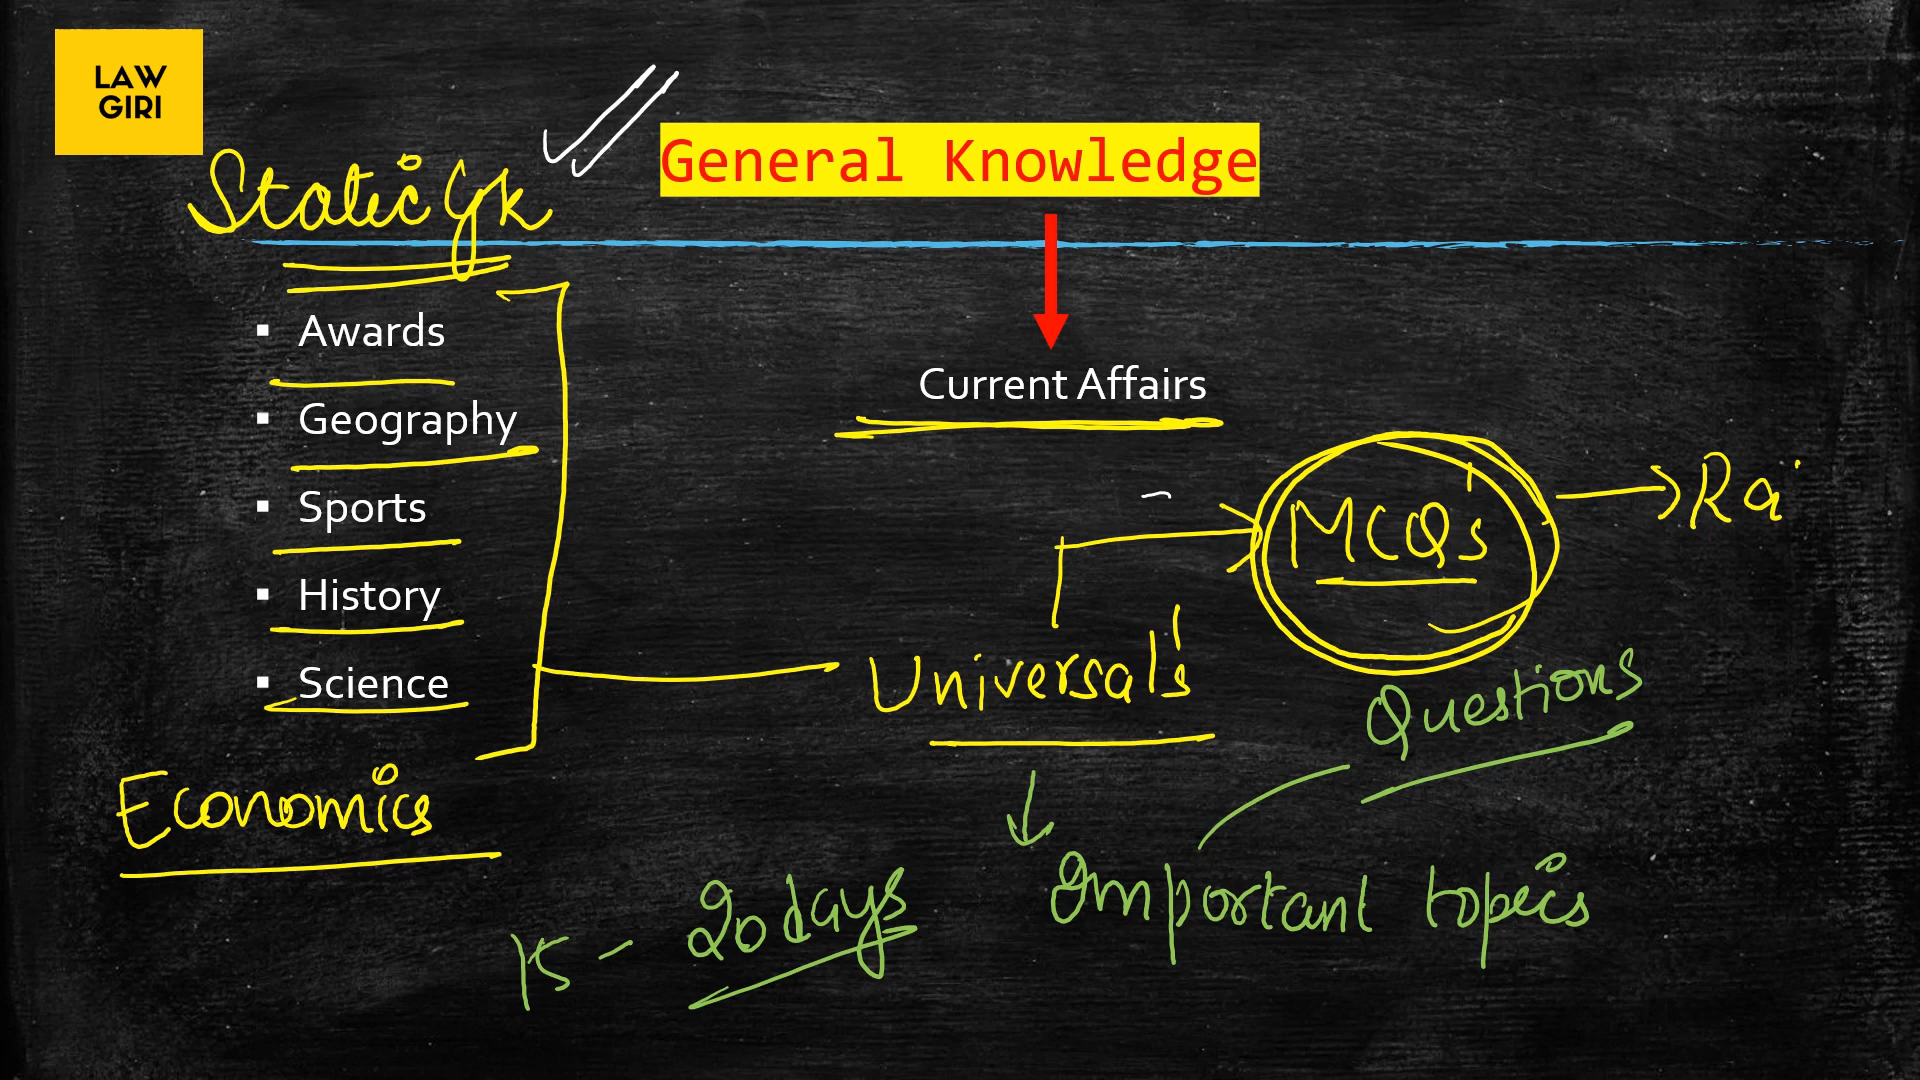 LAW
GIRI
Static Gk
General Knowledge
Awards
Geography
Sports
History
Science
Economics
Current Affairs
MCQ's
Universal's
Questions
Important topics
15 - 20 days